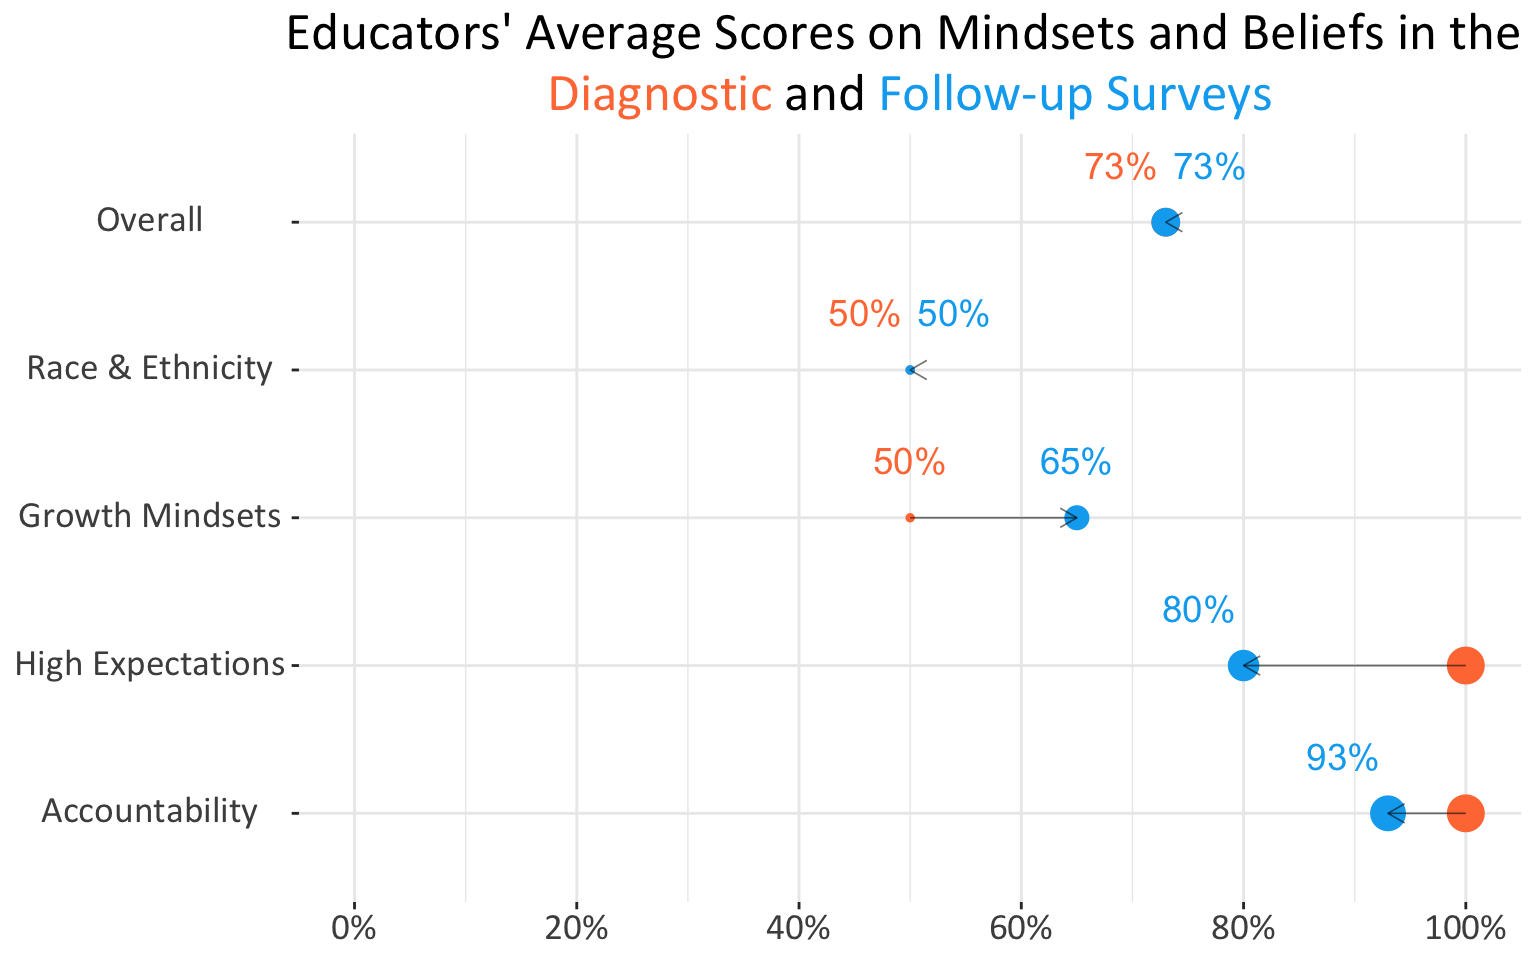 Educators' Average Scores on Mindsets and Beliefs in the
Diagnostic and Follow-up Surveys
73% 73%
Overall
50% 50%
Race & Ethnicity
50% 65%
Growth Mindsets
80%
High Expectations
93%
Accountability
0% 20% 40% 60% 80% 100%